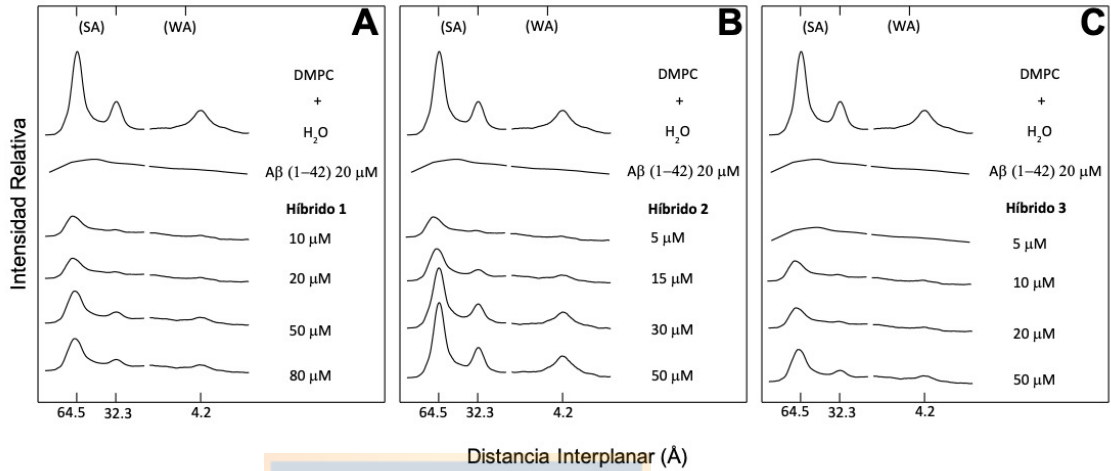 A
(SA)
(WA)
DMPC
+
H₂O
Aβ (1−42) 20 μM
Híbrido 1
10 μM
20 μM
50 μM
80 μM
64.5
32.3
4.2
B
(SA)
(WA)
DMPC
+
H₂O
Aβ (1−42) 20 μM
Híbrido 2
5 μM
15 μM
30 μM
50 μM
64.5
32.3
4.2
C
(SA)
(WA)
DMPC
+
H₂O
Aβ (1−42) 20 μM
Híbrido 3
5 μM
10 μM
20 μM
50 μM
64.5
32.3
4.2
Intensidad Relativa
Distancia Interplanar (Å)